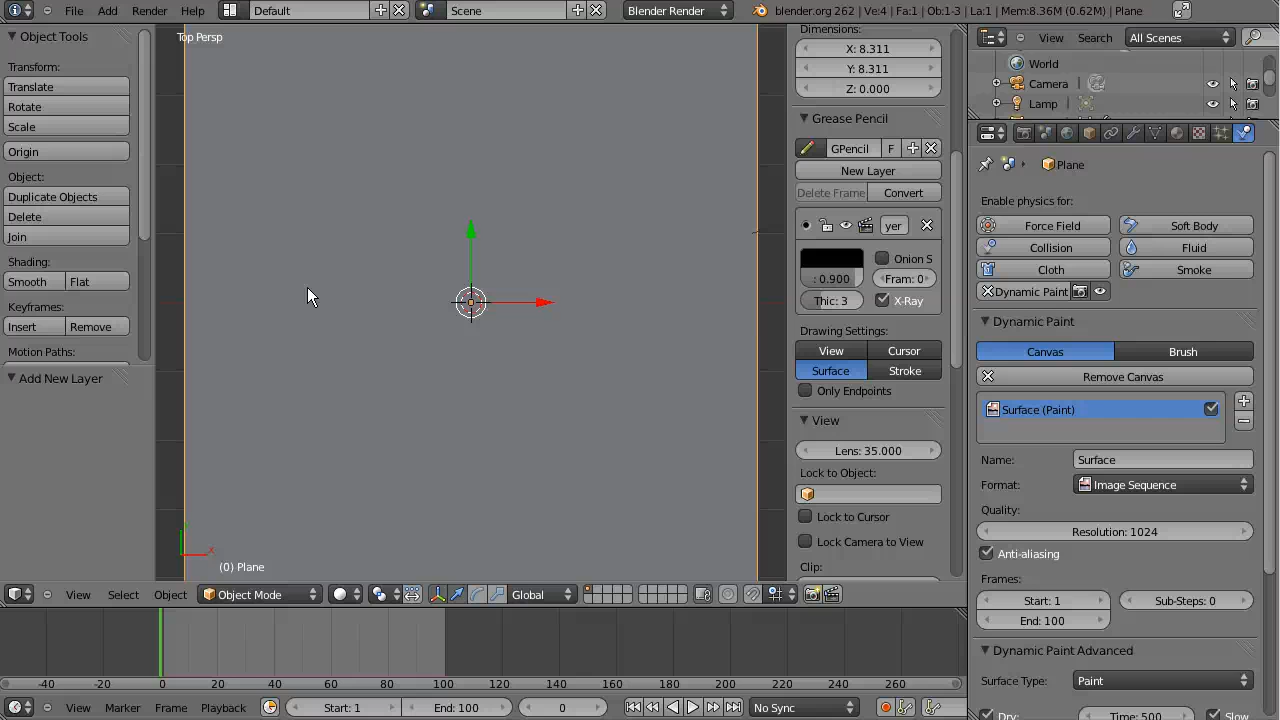 File Add Render Help Default Scene Blender Render blender.org 262 | Ve:4 | Fa:1 | Ob:1-3 | La:1 | Mem:8.36M (0.62M) | Plane
Object Tools
Transform:
Translate
Rotate
Scale
Origin
Object:
Duplicate Objects
Delete
Join
Shading:
Smooth Flat
Keyframes:
Insert Remove
Motion Paths:
Add New Layer
Top Persp
(0) Plane
Dimensions:
X: 8.311
Y: 8.311
Z: 0.000
Grease Pencil
GPencil F
New Layer
Delete Frame Convert
yer
Onion S
: 0.900 Fram: 0
Thic: 3 X-Ray
Drawing Settings:
View Cursor
Surface Stroke
Only Endpoints
View
Lens: 35.000
Lock to Object:
Lock to Cursor
Lock Camera to View
Clip:
View Search All Scenes
World
Camera
Lamp
Plane
Enable physics for:
Force Field Soft Body
Collision Fluid
Cloth Smoke
Dynamic Paint
Dynamic Paint
Canvas Brush
Remove Canvas
Surface (Paint)
Name: Surface
Format: Image Sequence
Quality:
Resolution: 1024
Anti-aliasing
Frames:
Start: 1 Sub-Steps: 0
End: 100
Dynamic Paint Advanced
Surface Type: Paint
Dry: Time: 500 Slow
View Select Object Object Mode Global
-40 -20 0 20 40 60 80 100 120 140 160 180 200 220 240 260
View Marker Frame Playback Start: 1 End: 100 0 No Sync